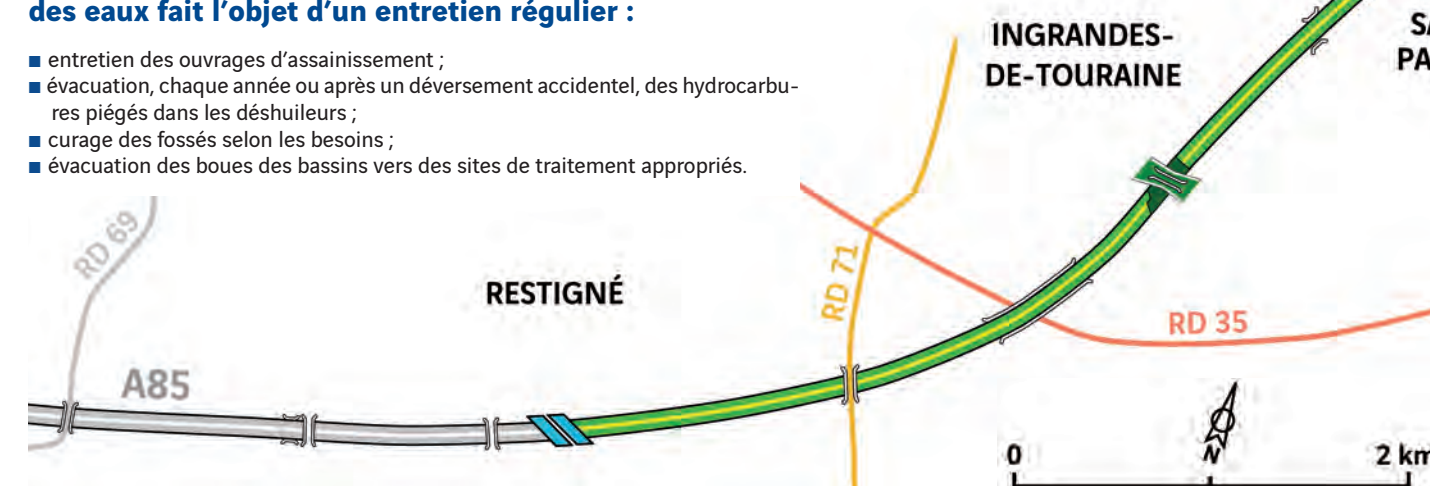 des eaux fait l’objet d’un entretien régulier :
■ entretien des ouvrages d’assainissement ;
■ évacuation, chaque année ou après un déversement accidentel, des hydrocarbu-
res piégés dans les déshuileurs ;
■ curage des fossés selon les besoins ;
■ évacuation des boues des bassins vers des sites de traitement appropriés.
INGRANDES-
DE-TOURAINE
RD 69
RESTIGNÉ
RD 71
RD 35
A85
N
0
2 km